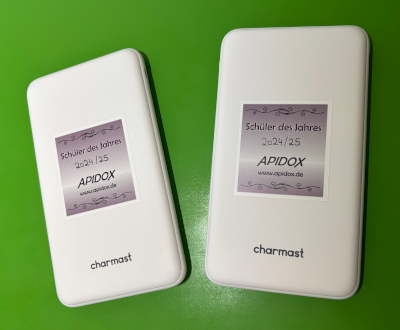 Schüler des Jahres
2024/25
APIDOX
www.apidox.de
charmast
Schüler des Jahres
2024/25
APIDOX
www.apidox.de
charmast